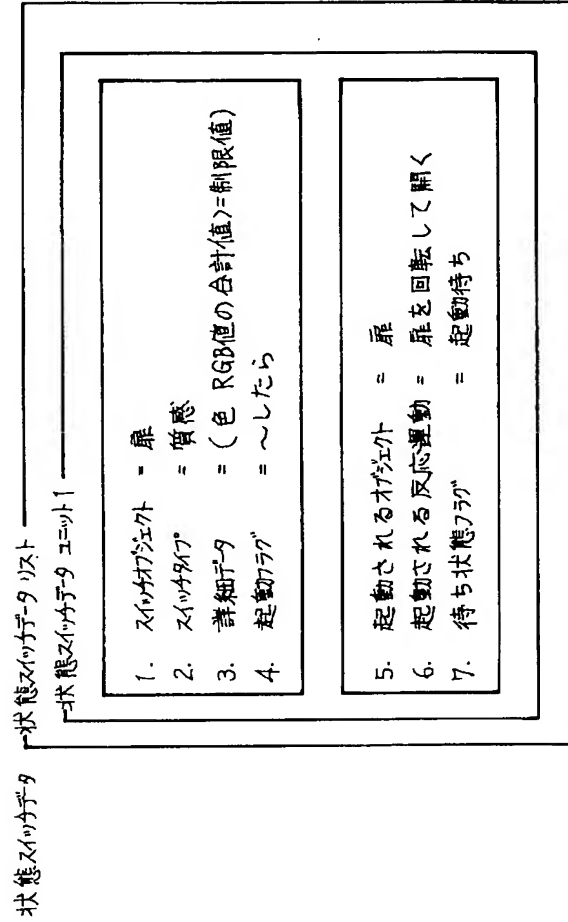 状態スイッチデータ
状態スイッチデータ リスト
状態スイッチデータ ユニット1
1. スイッチオブジェクト = 扉
2. スイッチタイプ = 質感
3. 詳細データ = (色 RGB値の合計値)=制限値)
4. 起動フラグ = ～したら
5. 起動されるオブジェクト = 扉
6. 起動される反応運動 = 扉を回転して開く
7. 待ち状態フラグ = 起動待ち